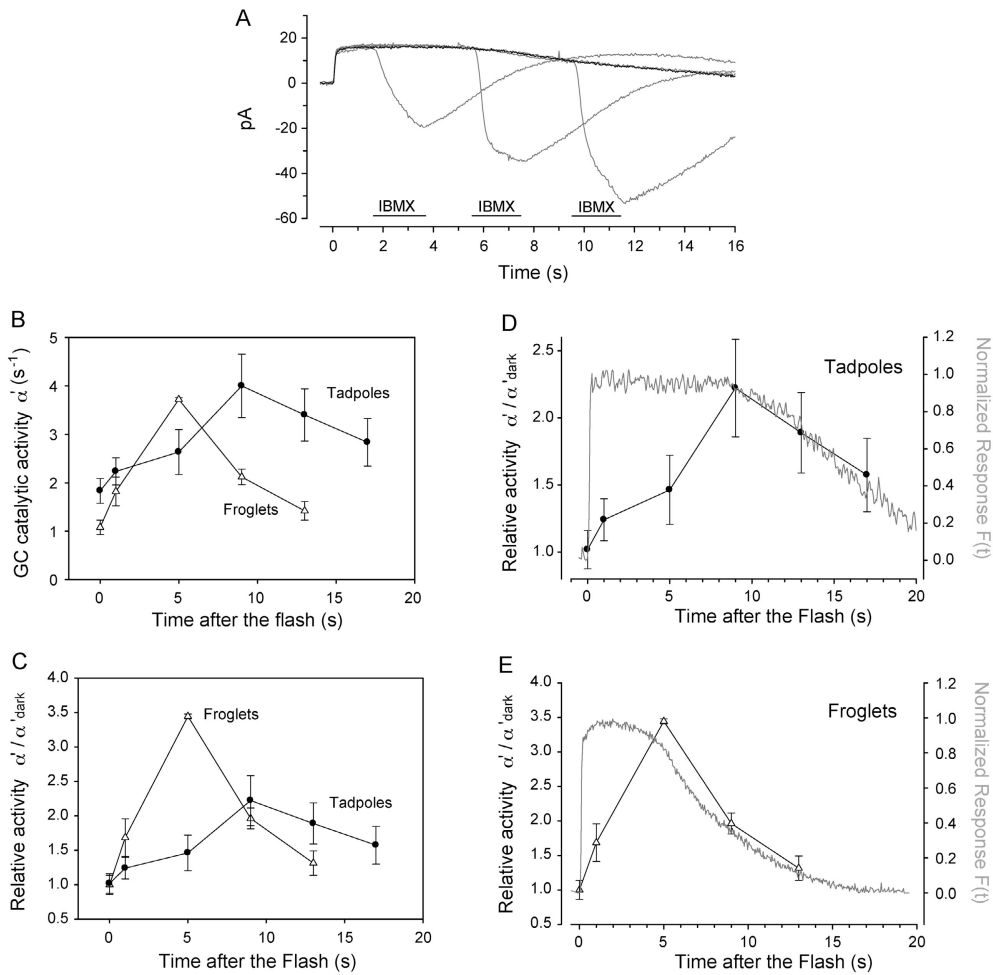 A
20
0
-20
-40
-60
pA
IBMX IBMX IBMX
0 2 4 6 8 10 12 14 16
Time (s)
B
5
4
3
2
1
0
GC catalytic activity α' (s⁻¹)
Tadpoles
Froglets
0 5 10 15 20
Time after the flash (s)
D
2.5
2.0
1.5
1.0
Relative activity α' / α'dark
Tadpoles
1.2
1.0
0.8
0.6
0.4
0.2
0.0
Normalized Response F(t)
0 5 10 15 20
Time after the Flash (s)
C
4.0
3.5
3.0
2.5
2.0
1.5
1.0
0.5
Relative activity α' / α'dark
Froglets
Tadpoles
0 5 10 15 20
Time after the Flash (s)
E
4.0
3.5
3.0
2.5
2.0
1.5
1.0
0.5
Relative activity α' / α'dark
Froglets
1.2
1.0
0.8
0.6
0.4
0.2
0.0
Normalized Response F(t)
0 5 10 15 20
Time after the Flash (s)